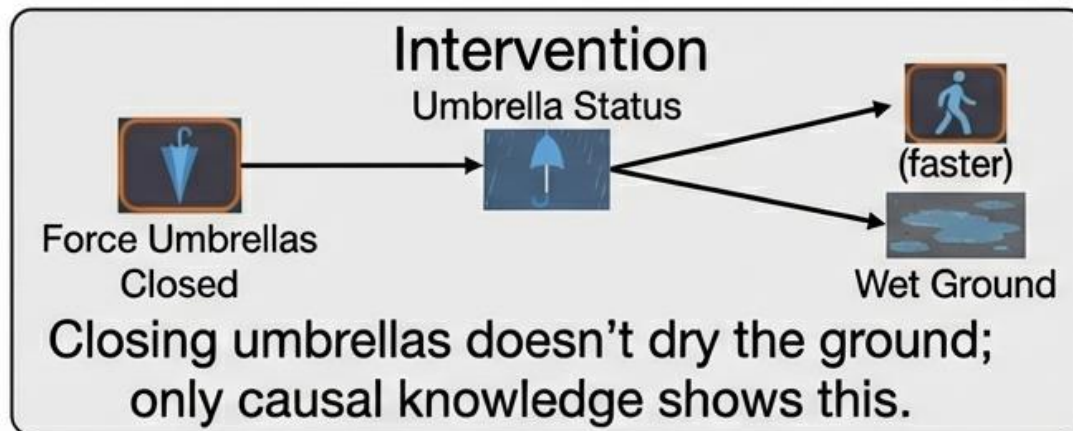 Intervention
Umbrella Status
(faster)
Force Umbrellas
Closed
Wet Ground
Closing umbrellas doesn’t dry the ground;
only causal knowledge shows this.